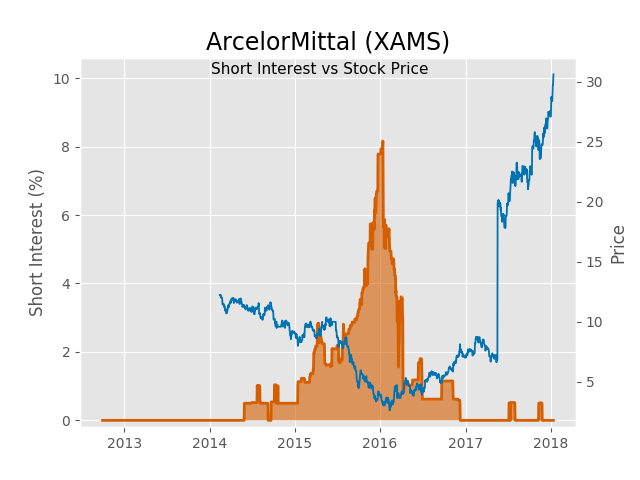 ArcelorMittal (XAMS)
Short Interest vs Stock Price
10
8
6
4
2
0
Short Interest (%)
30
25
20
15
10
5
Price
2013 2014 2015 2016 2017 2018